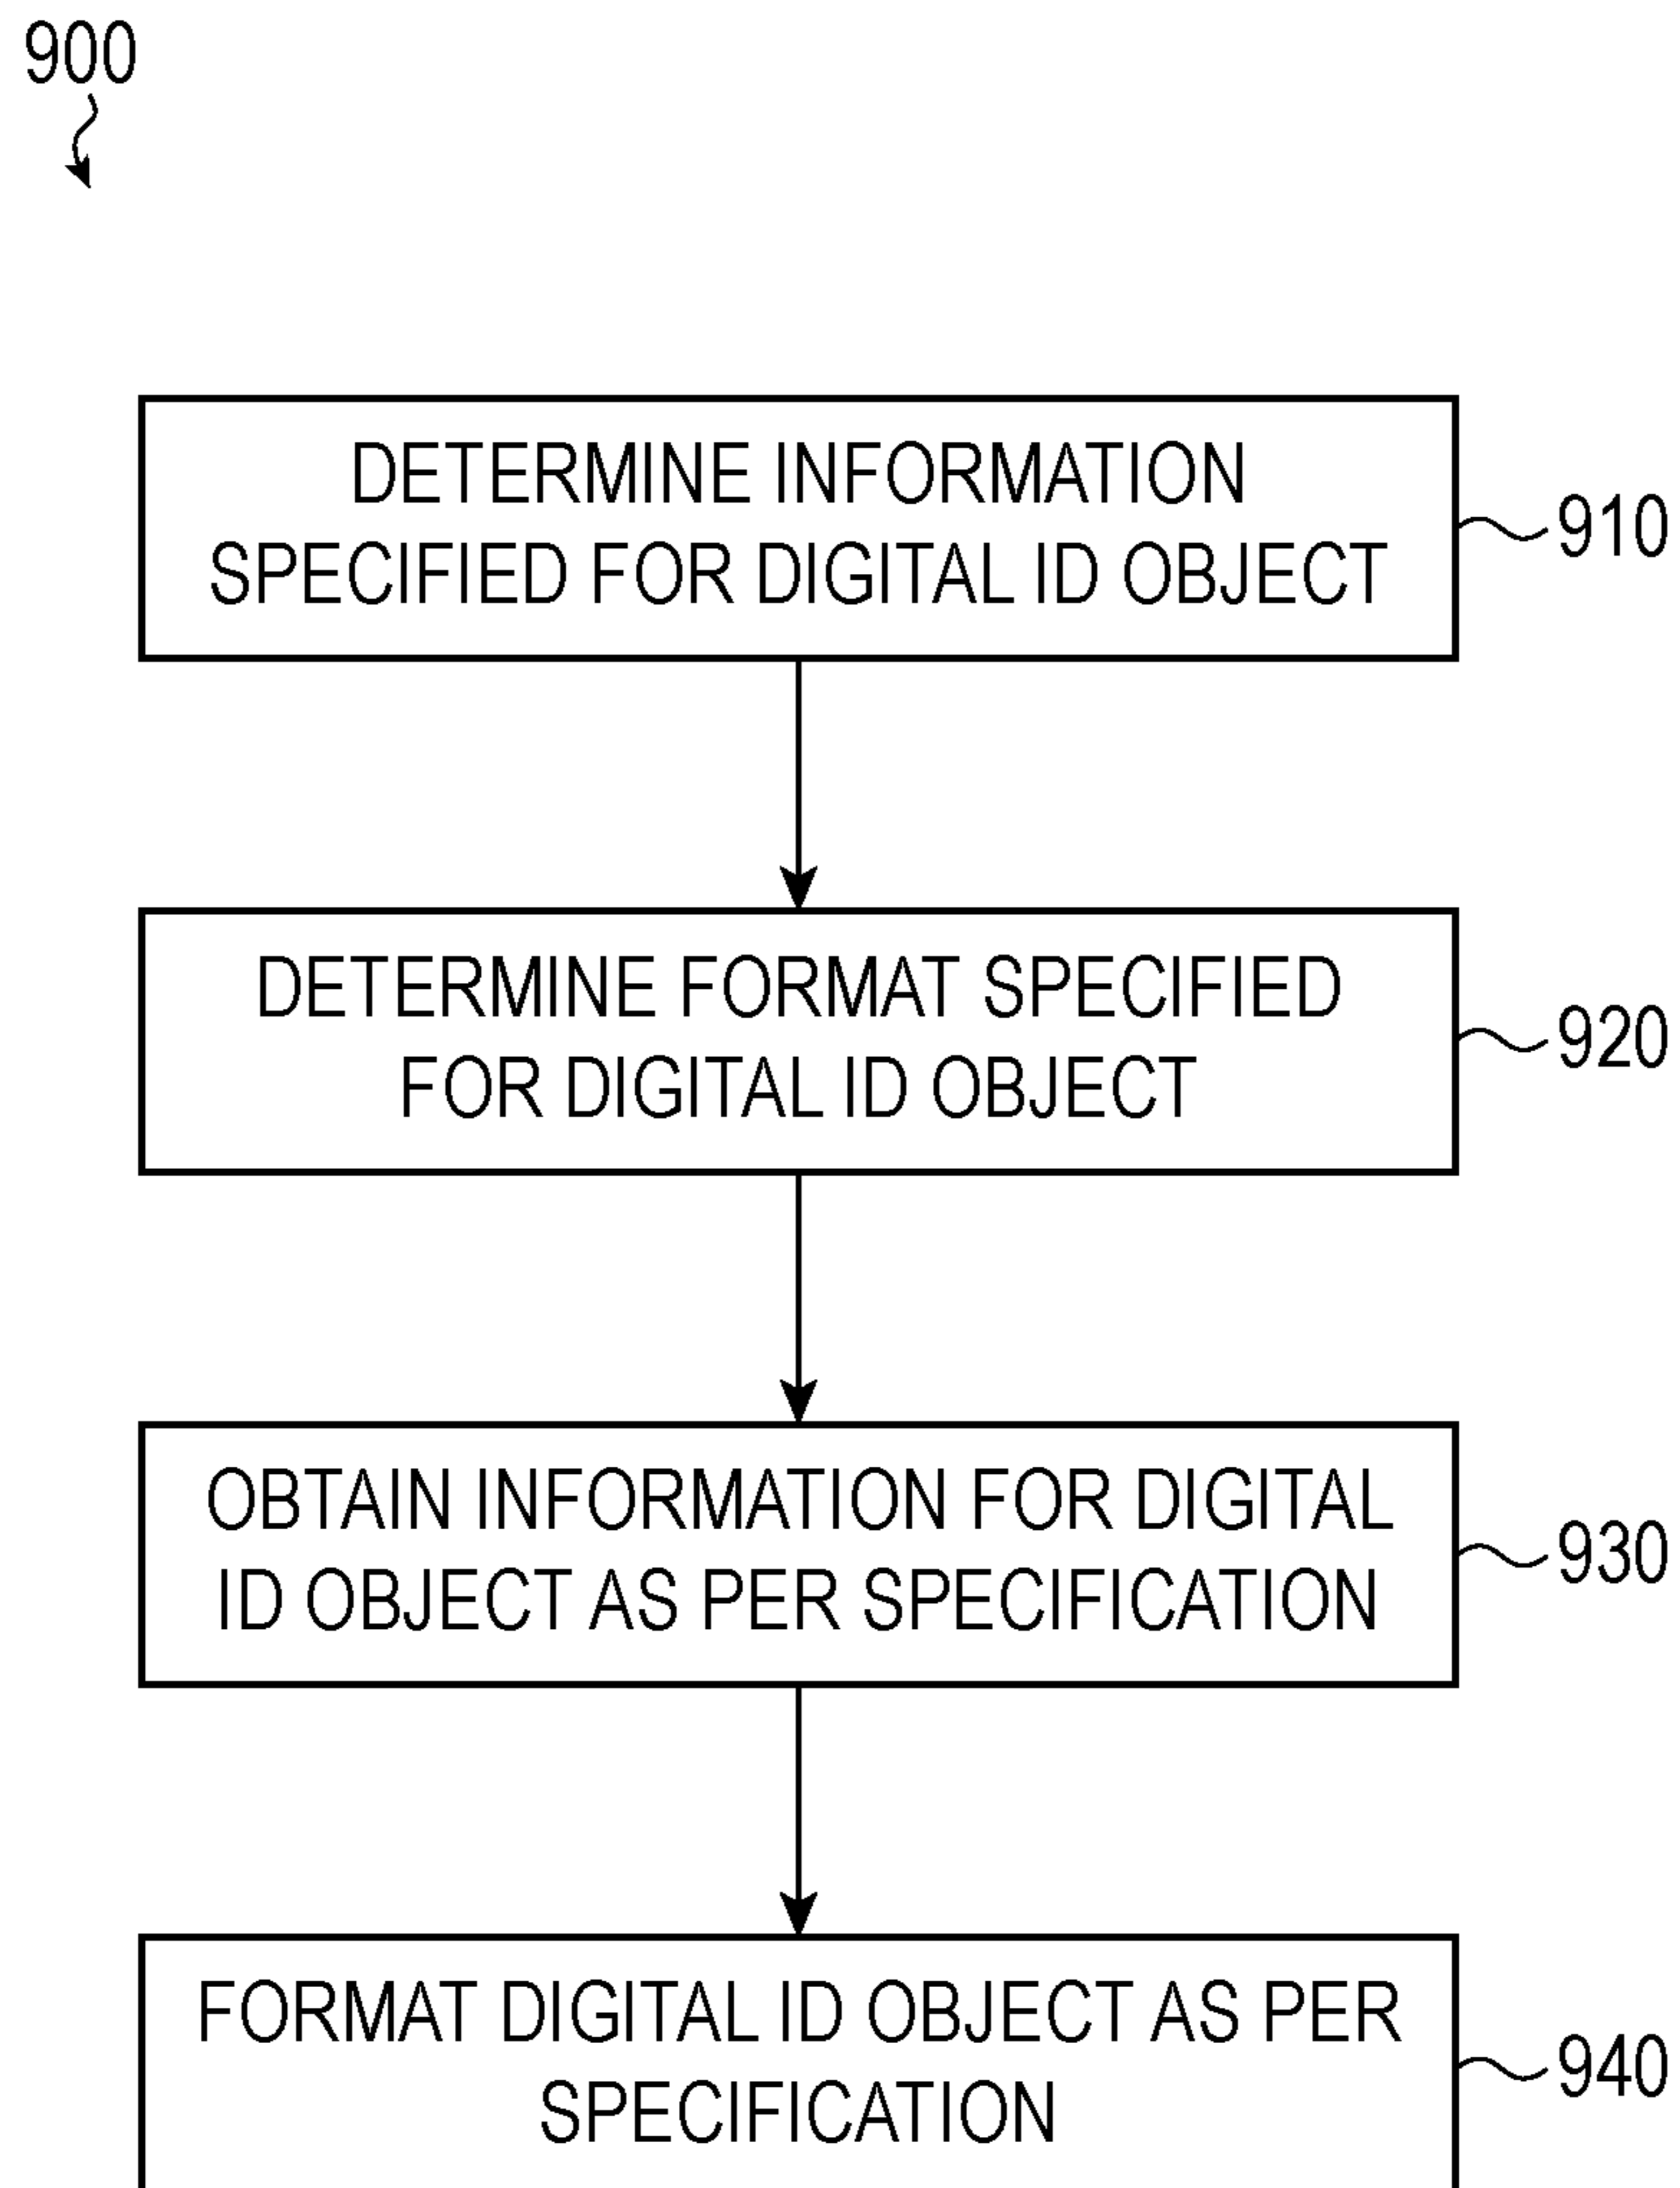 900
DETERMINE INFORMATION
SPECIFIED FOR DIGITAL ID OBJECT
910
DETERMINE FORMAT SPECIFIED
FOR DIGITAL ID OBJECT
920
OBTAIN INFORMATION FOR DIGITAL
ID OBJECT AS PER SPECIFICATION
930
FORMAT DIGITAL ID OBJECT AS PER
SPECIFICATION
940